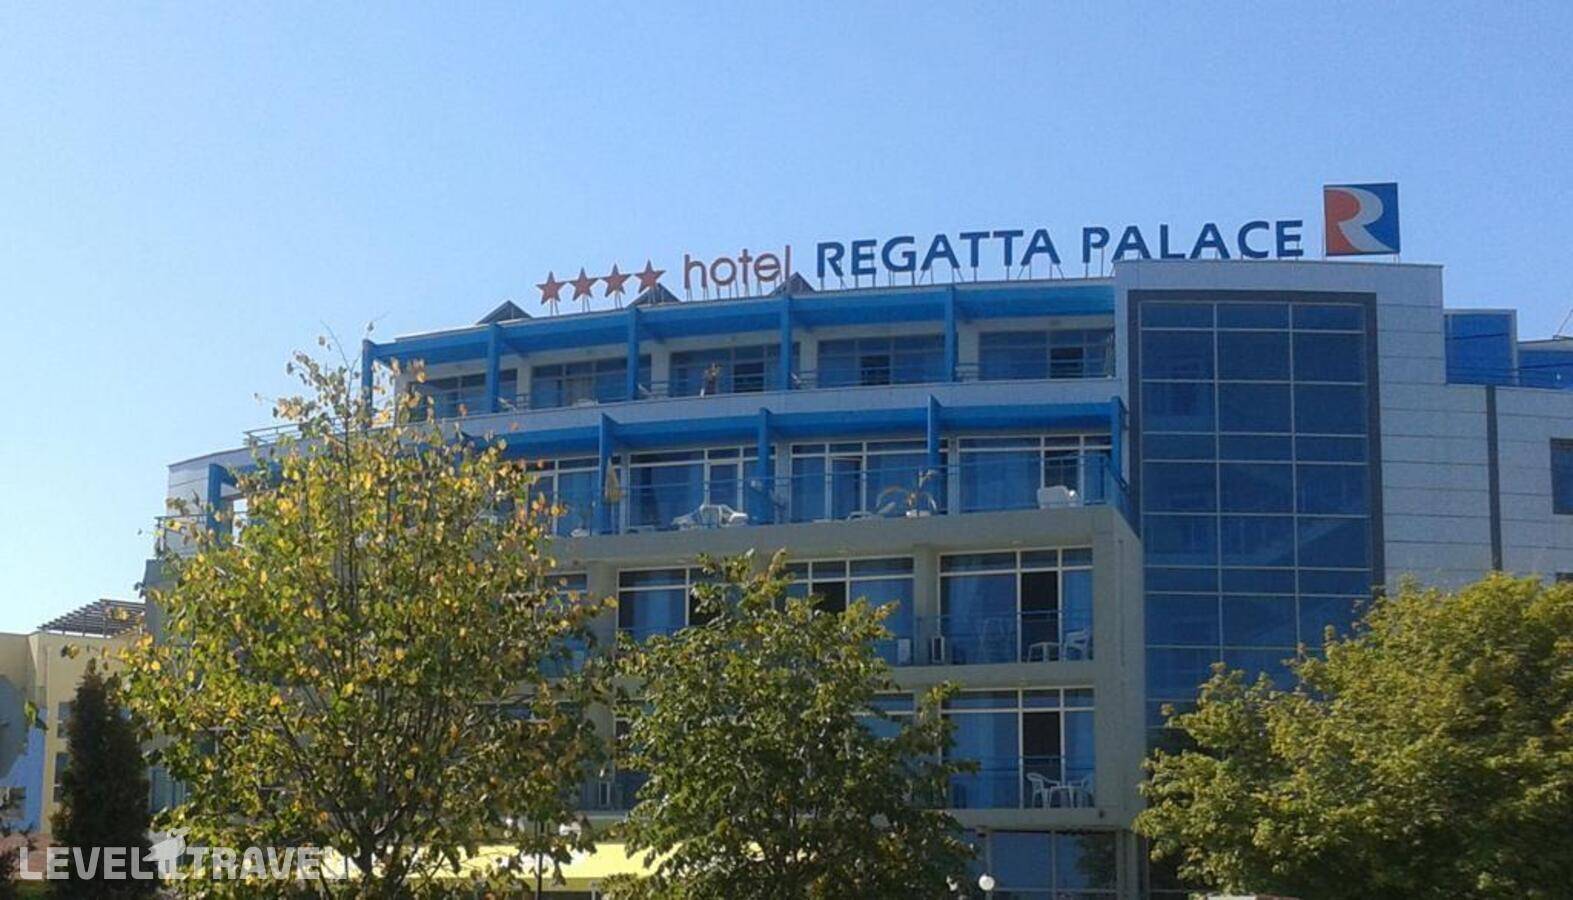 ★★★★ hotel REGATTA PALACE R
LEVEL.TRAVEL